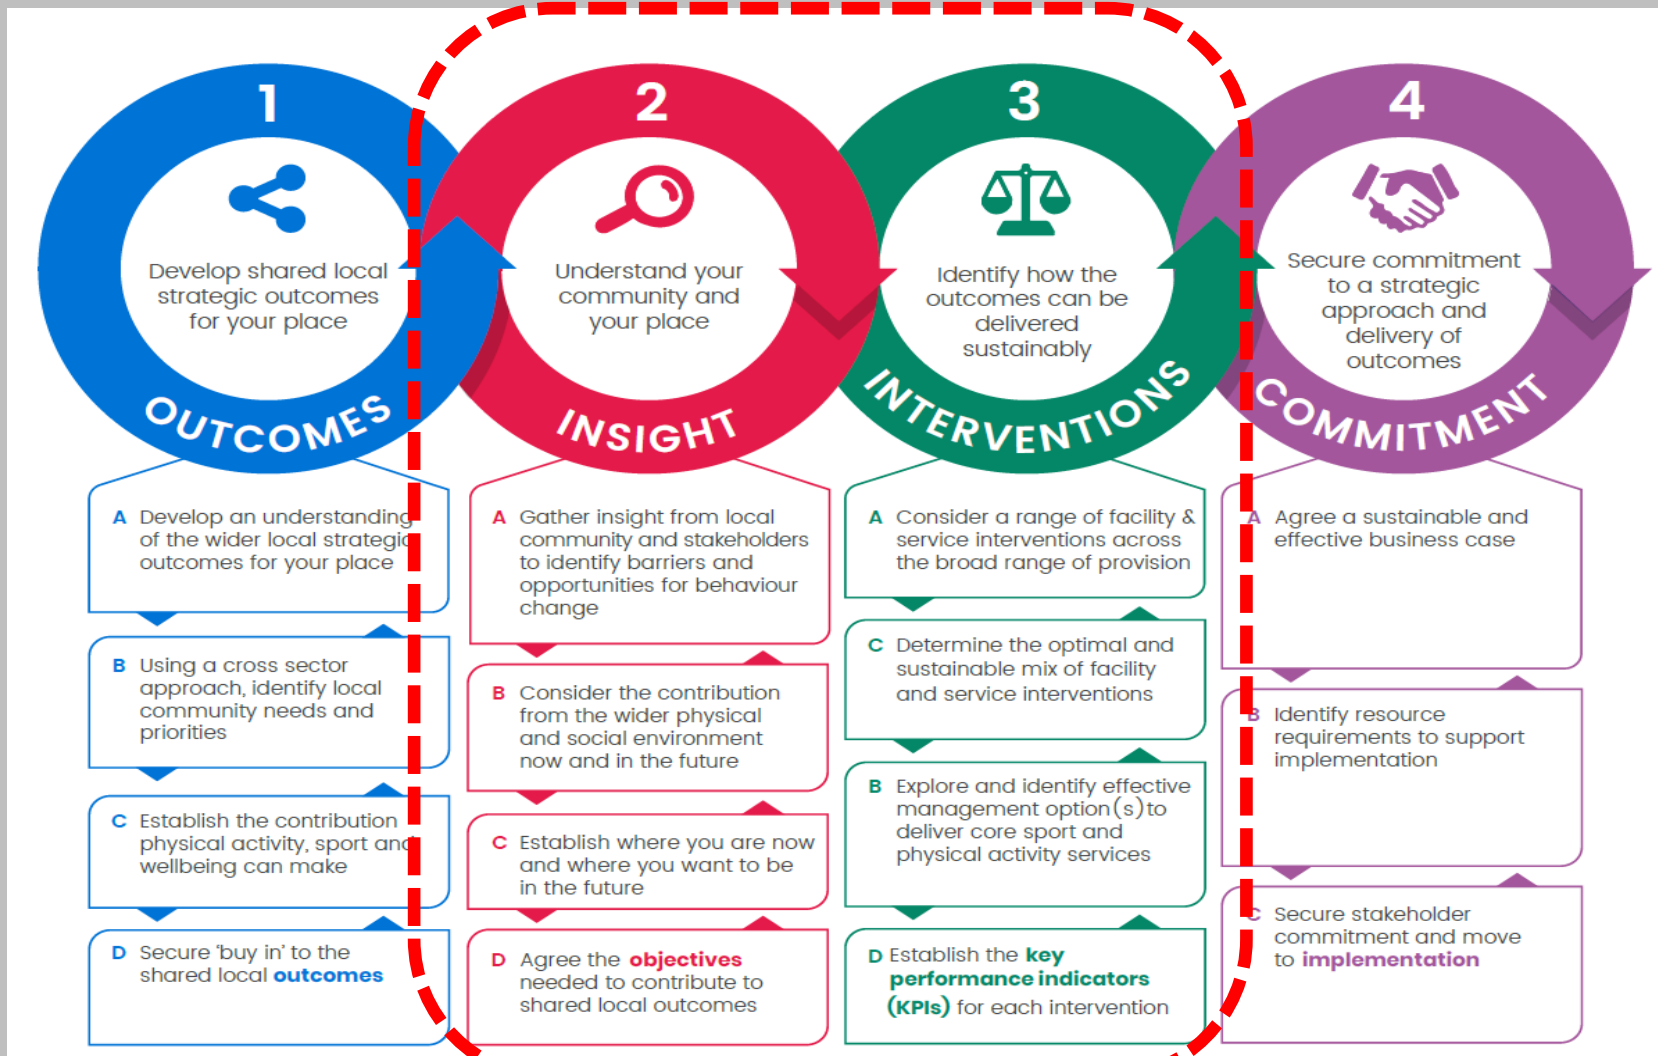 1
Develop shared local
strategic outcomes
for your place
OUTCOMES
A Develop an understanding
of the wider local strategic
outcomes for your place
B Using a cross sector
approach, identify local
community needs and
priorities
C Establish the contribution
physical activity, sport and
wellbeing can make
D Secure ‘buy in’ to the
shared local outcomes
2
Understand your
community and
your place
INSIGHT
A Gather insight from local
community and stakeholders
to identify barriers and
opportunities for behaviour
change
B Consider the contribution
from the wider physical
and social environment
now and in the future
C Establish where you are now
and where you want to be
in the future
D Agree the objectives
needed to contribute to
shared local outcomes
3
Identify how the
outcomes can be
delivered
sustainably
INTERVENTIONS
A Consider a range of facility &
service interventions across
the broad range of provision
C Determine the optimal and
sustainable mix of facility
and service interventions
B Explore and identify effective
management option(s)to
deliver core sport and
physical activity services
D Establish the key
performance indicators
(KPIs) for each intervention
4
Secure commitment
to a strategic
approach and
delivery of
outcomes
COMMITMENT
A Agree a sustainable and
effective business case
B Identify resource
requirements to support
implementation
C Secure stakeholder
commitment and move
to implementation